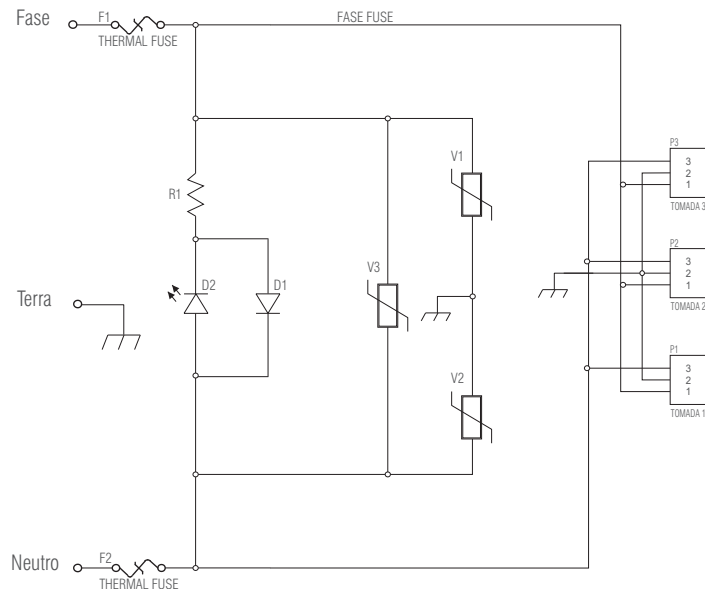 Fase
F1
THERMAL FUSE
FASE FUSE
P3
3
2
1
TOMADA 3
V1
R1
P2
3
2
1
TOMADA 2
D2
D1
V3
Terra
P1
3
2
1
TOMADA 1
V2
Neutro
F2
THERMAL FUSE